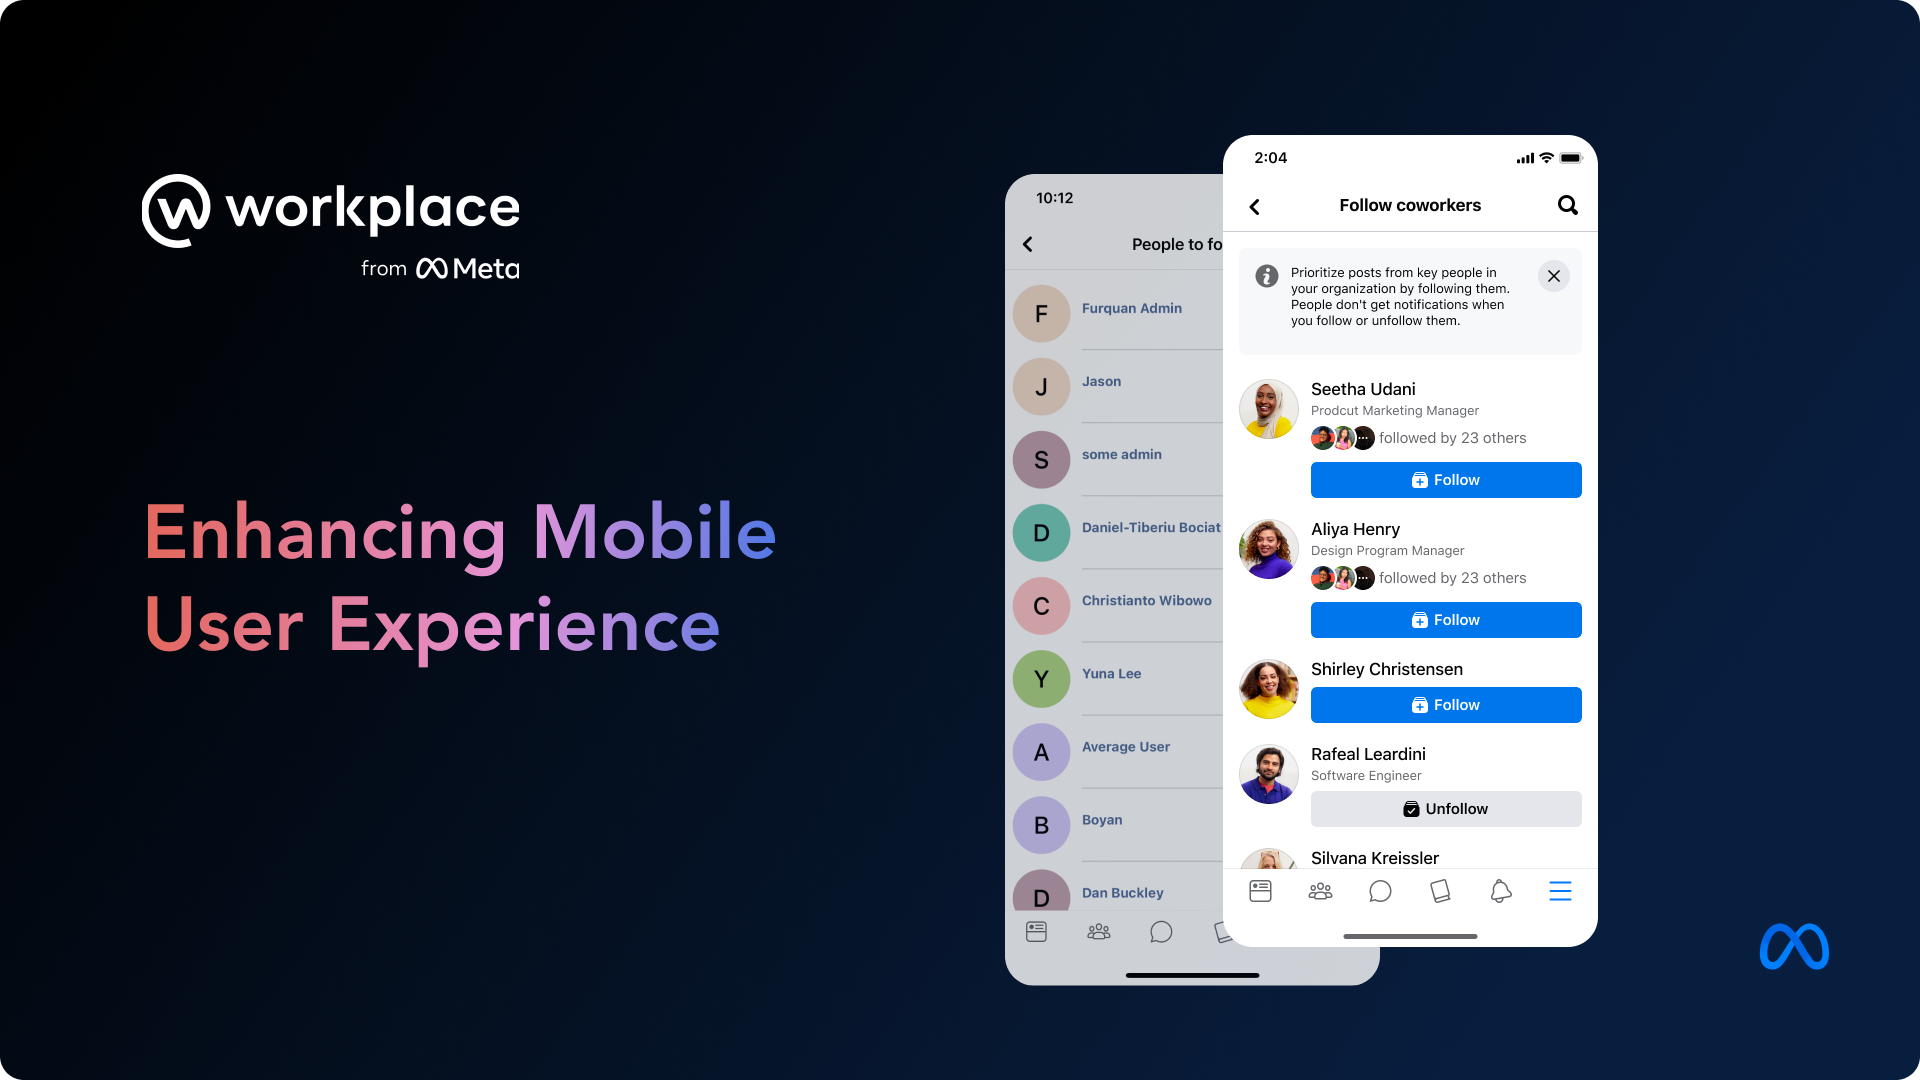 workplace
from Meta
Enhancing Mobile
User Experience
10:12
People to fo
F
Furquan Admin
J
Jason
S
some admin
D
Daniel-Tiberiu Bociat
C
Christianto Wibowo
Y
Yuna Lee
A
Average User
B
Boyan
D
Dan Buckley
2:04
Follow coworkers
Prioritize posts from key people in
your organization by following them.
People don't get notifications when
you follow or unfollow them.
Seetha Udani
Prodcut Marketing Manager
followed by 23 others
Follow
Aliya Henry
Design Program Manager
followed by 23 others
Follow
Shirley Christensen
Follow
Rafeal Leardini
Software Engineer
Unfollow
Silvana Kreissler